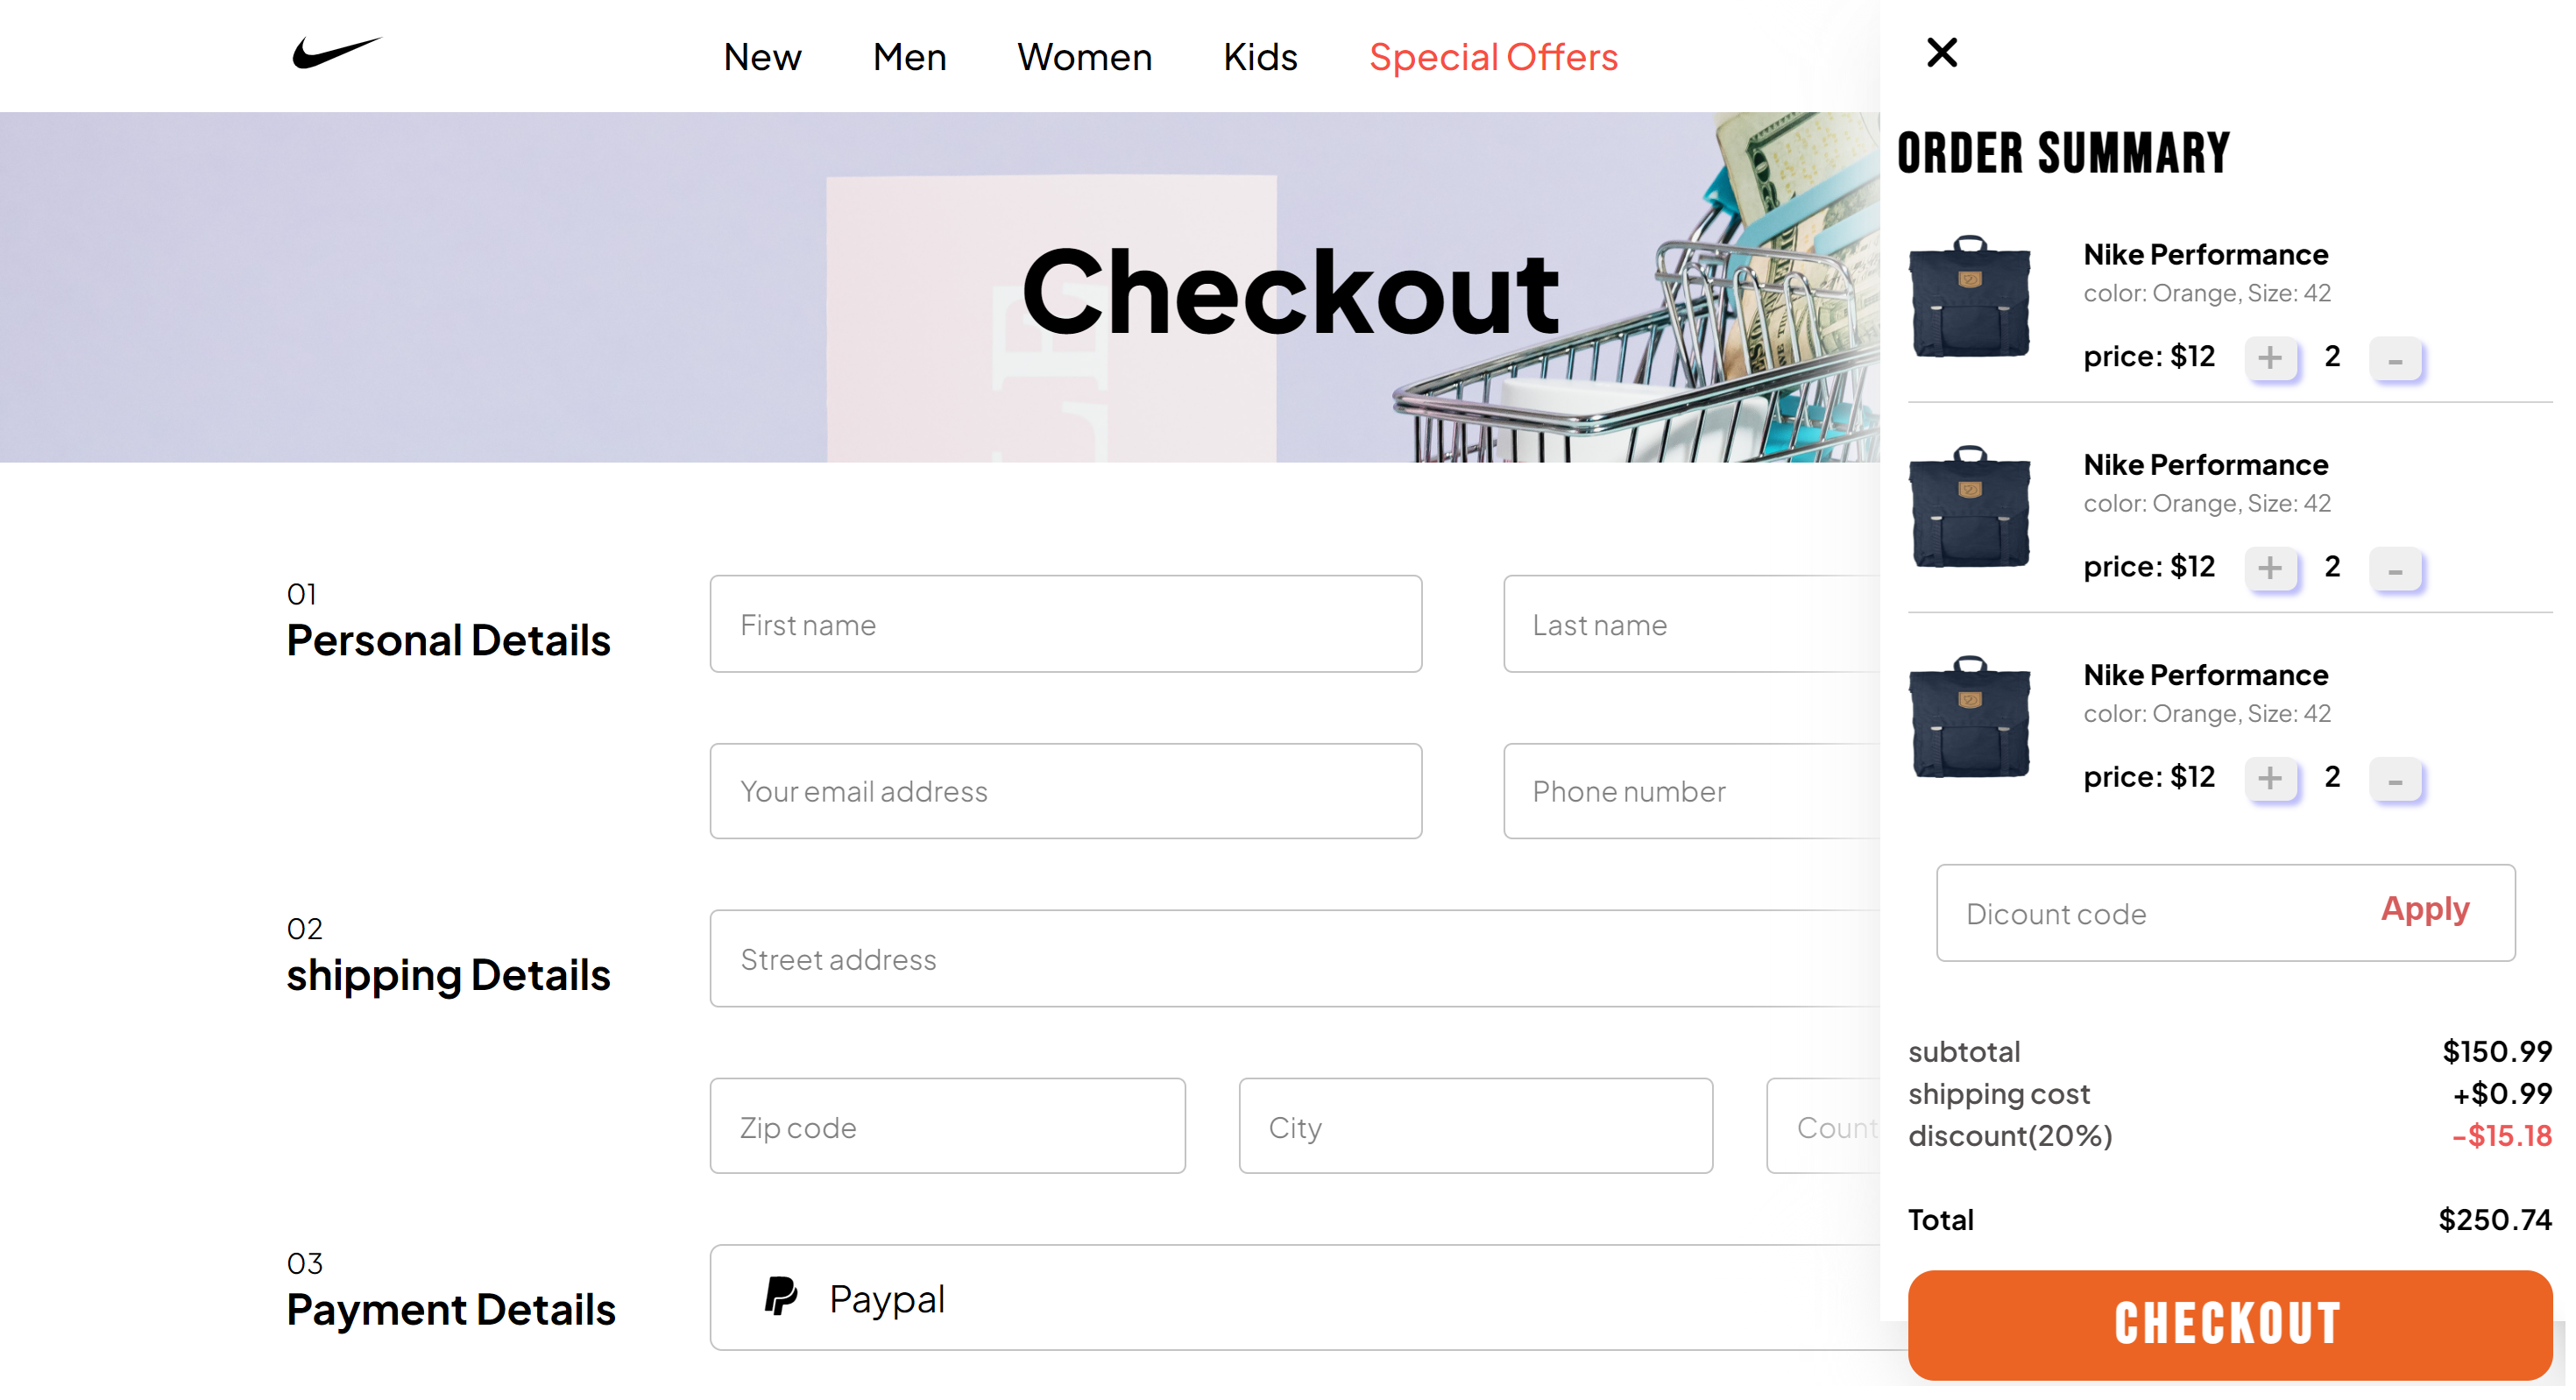 New Men Women Kids Special Offers
Checkout
LE
01
Personal Details
First name
Last name
Your email address
Phone number
02
shipping Details
Street address
Zip code
City
Count
03
Payment Details
Paypal
ORDER SUMMARY
Nike Performance
color: Orange, Size: 42
price: $12 + 2 -
Nike Performance
color: Orange, Size: 42
price: $12 + 2 -
Nike Performance
color: Orange, Size: 42
price: $12 + 2 -
Dicount code Apply
subtotal $150.99
shipping cost +$0.99
discount(20%) -$15.18
Total $250.74
CHECKOUT